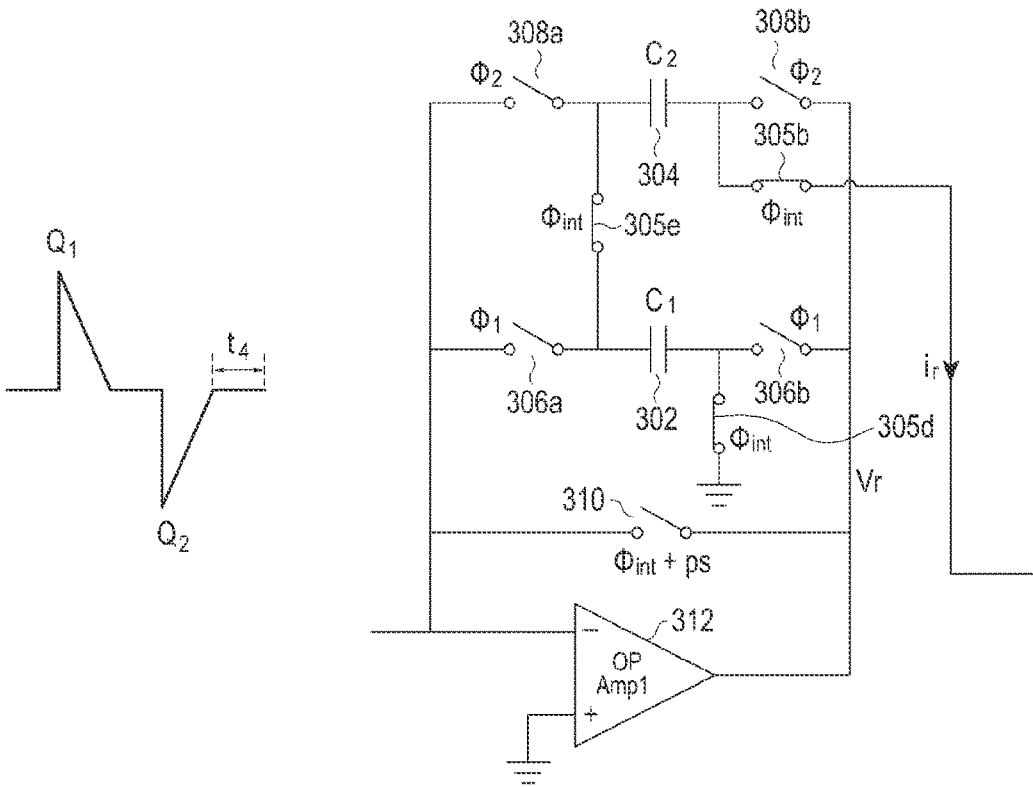 308a
308b
Φ2
C2
Φ2
305b
304
Φint
305e
Φint
Q1
C1
Φ1
Φ1
t4
306a
302
306b
ir
305d
Φint
Vr
310
Q2
Φint + ps
312
−
OP
Amp1
+